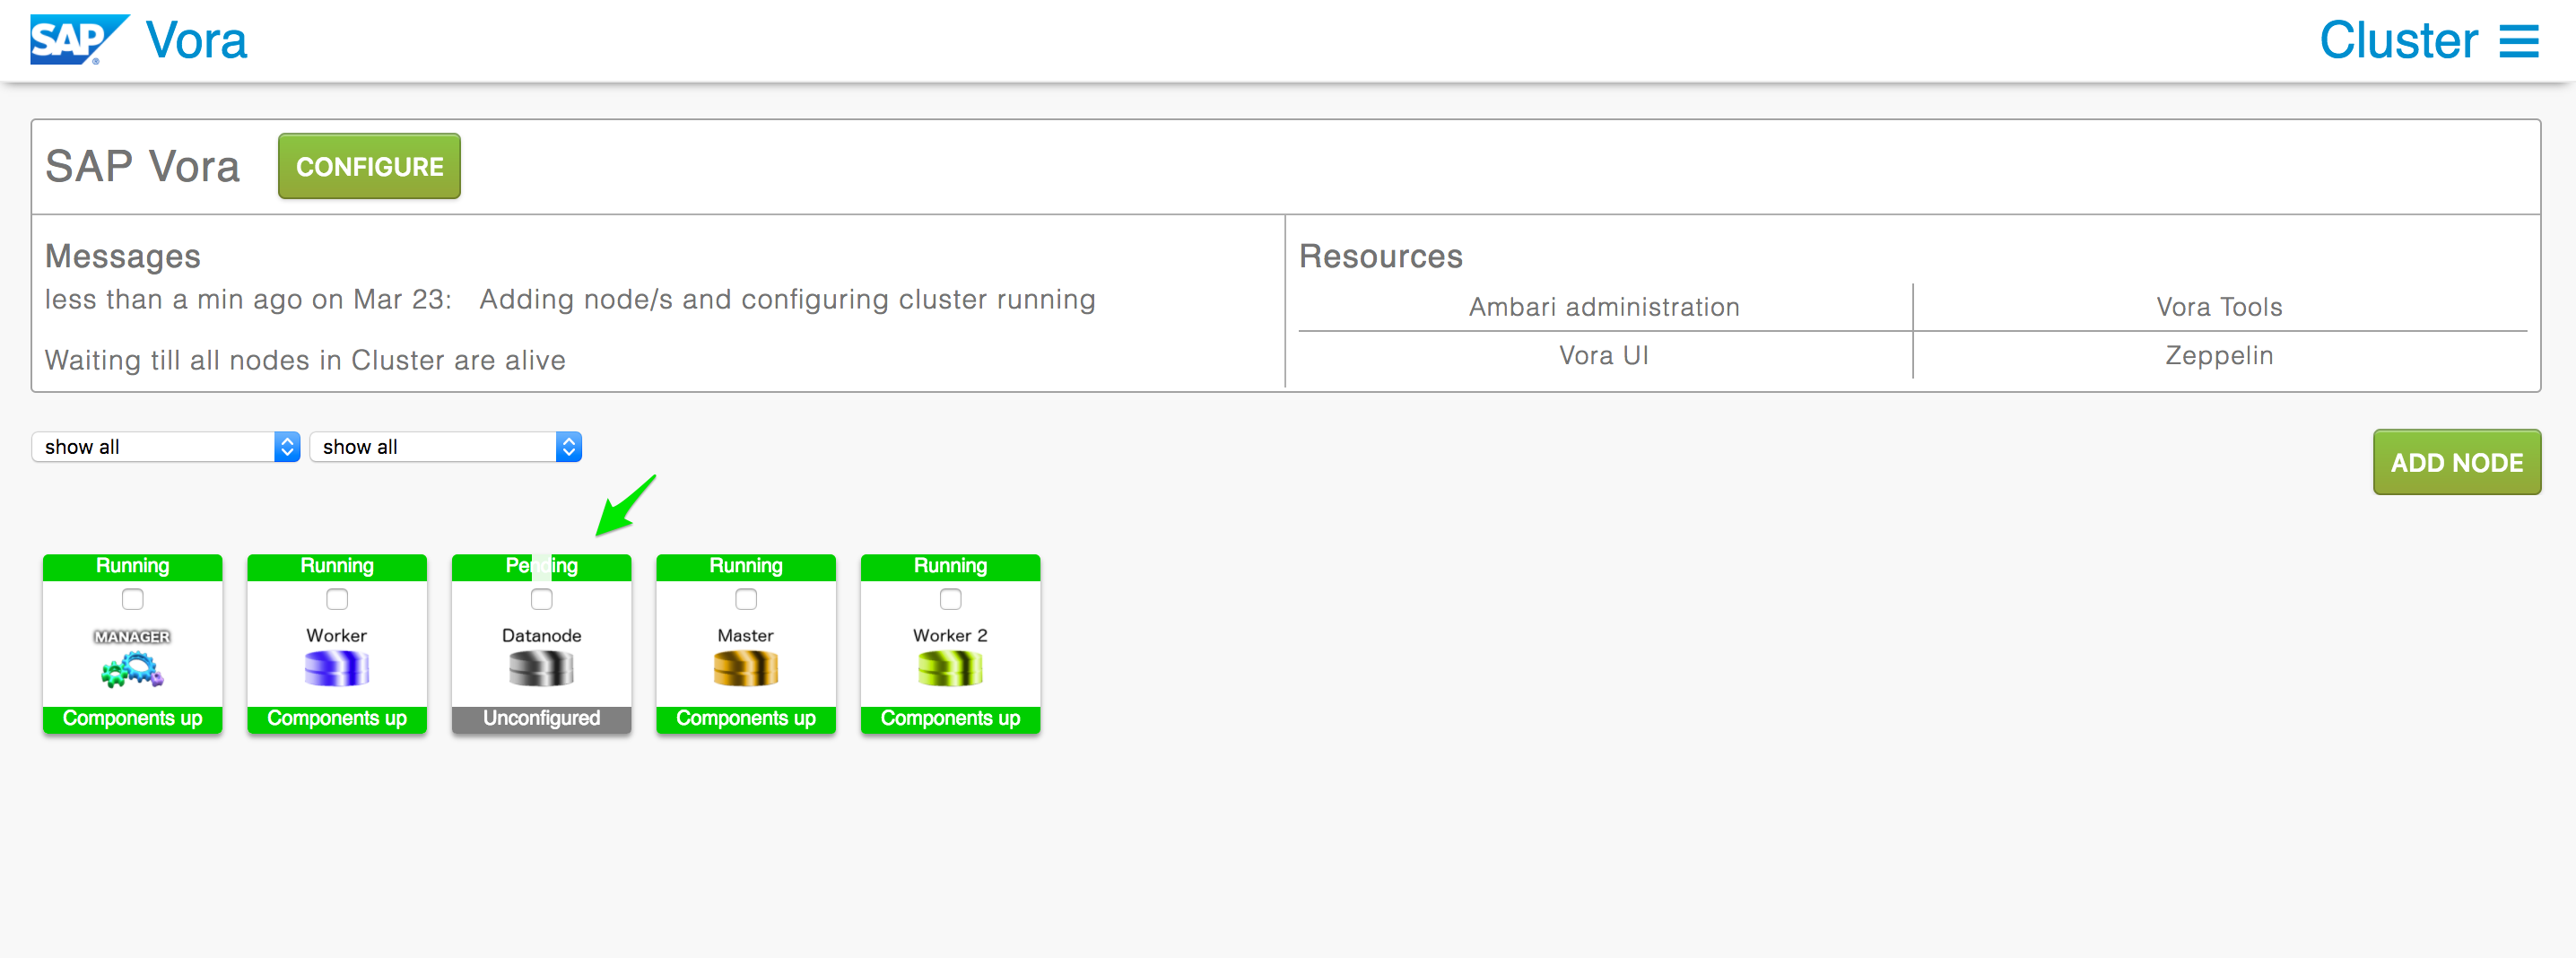 SAP ® Vora
Cluster
SAP Vora CONFIGURE
Messages
less than a min ago on Mar 23: Adding node/s and configuring cluster running
Waiting till all nodes in Cluster are alive
Resources
Ambari administration Vora Tools
Vora UI Zeppelin
show all show all
ADD NODE
Running Running Pending Running Running
MANAGER Worker Datanode Master Worker 2
Components up Components up Unconfigured Components up Components up